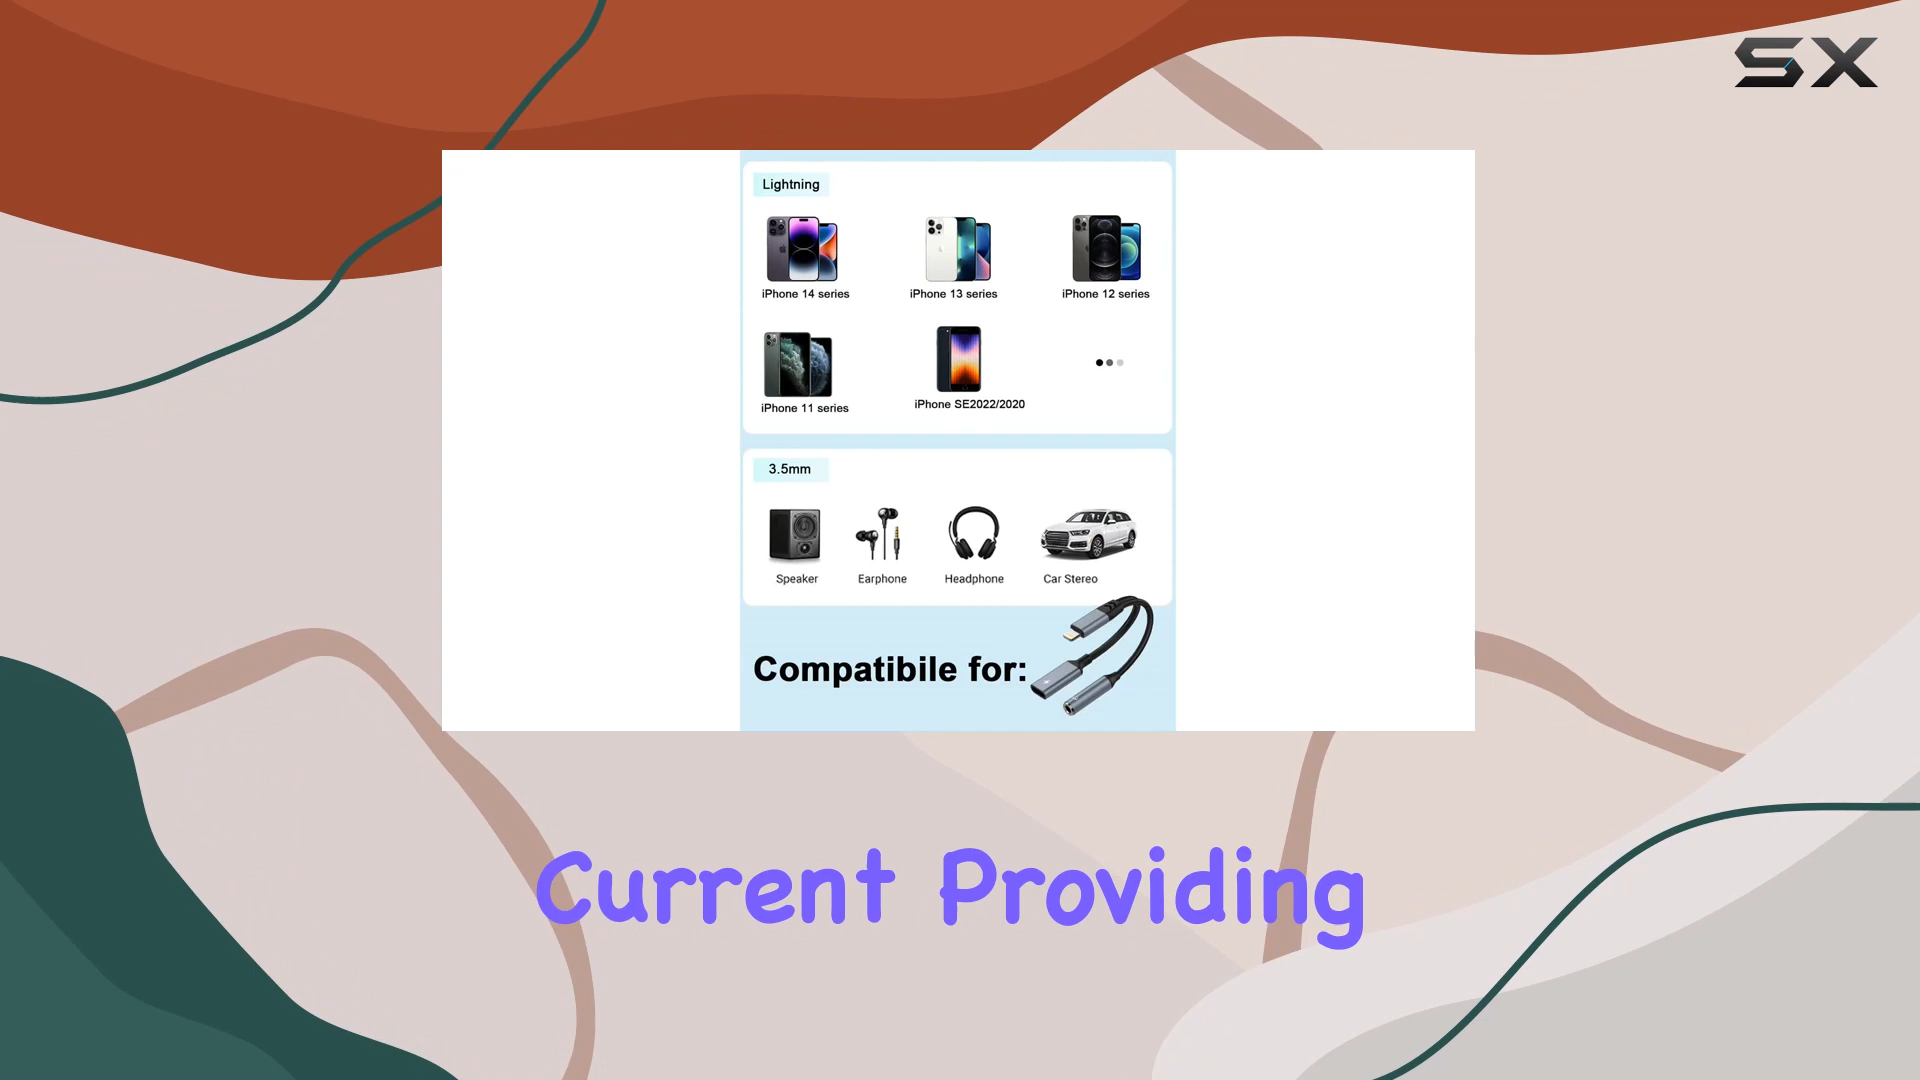 SX
Lightning
iPhone 14 series
iPhone 13 series
iPhone 12 series
iPhone 11 series
iPhone SE2022/2020
3.5mm
Speaker
Earphone
Headphone
Car Stereo
Compatibile for:
Current Providing